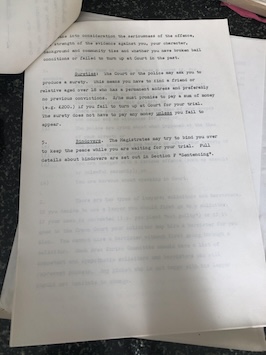 into consideration the seriousness of the offence,
strength of the evidence against you, your character,
background and community ties and whether you have broken bail
conditions or failed to turn up at Court in the past.
Sureties: The Court or the police may ask you to
produce a surety. This means you have to find a friend or
relative aged over 18 who has a permanent address and preferably
no previous convictions. S/he must promise to pay a sum of money
(e.g. £200.) if you fail to turn up at Court for your trial.
The surety does not have to pay any money unless you fail to
appear.
Bindovers. The Magistrates may try to bind you over
to keep the peace while you are waiting for your trial. Full
details about bindovers are set out in Section F "Sentencing".